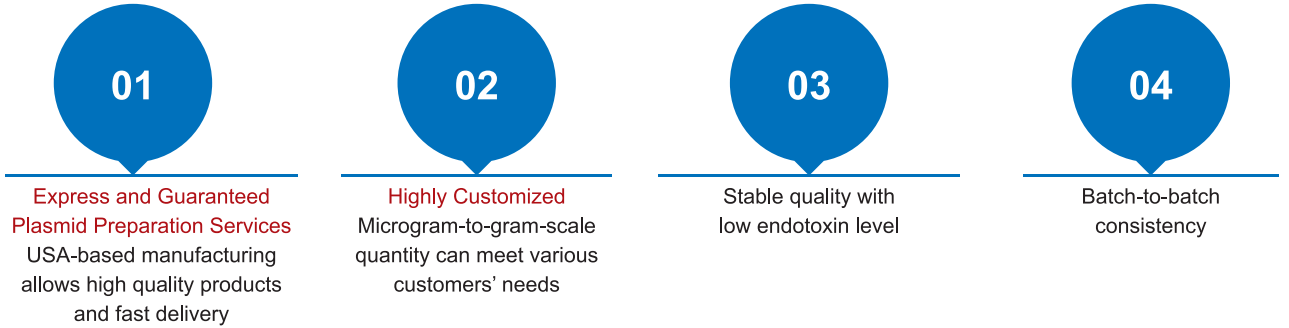 01
Express and Guaranteed
Plasmid Preparation Services
USA-based manufacturing
allows high quality products
and fast delivery
02
Highly Customized
Microgram-to-gram-scale
quantity can meet various
customers’ needs
03
Stable quality with
low endotoxin level
04
Batch-to-batch
consistency